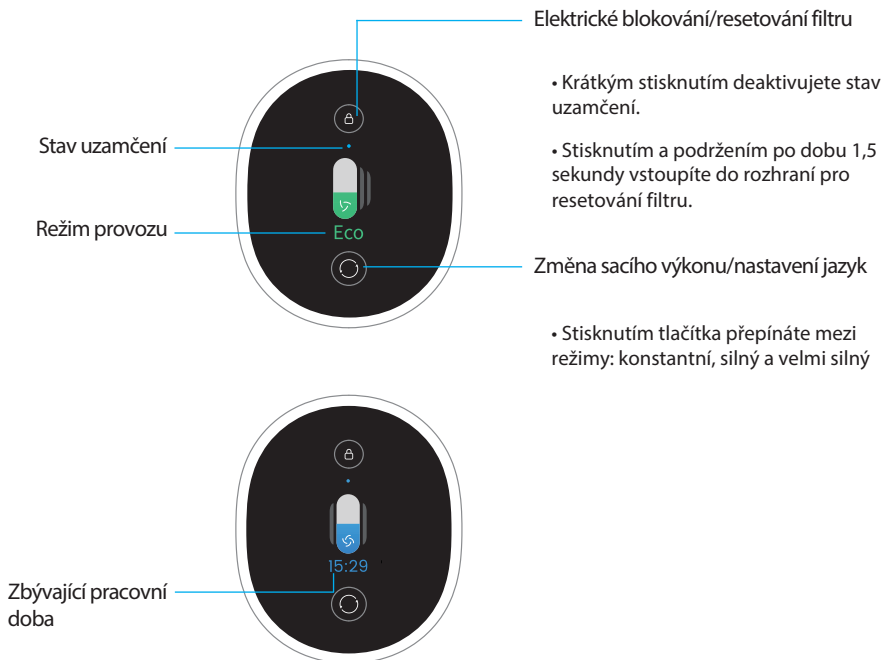 Elektrické blokování/resetování filtru
• Krátkým stisknutím deaktivujete stav
uzamčení.
Stav uzamčení
• Stisknutím a podržením po dobu 1,5
sekundy vstoupíte do rozhraní pro
resetování filtru.
Režim provozu
Eco
Změna sacího výkonu/nastavení jazyk
• Stisknutím tlačítka přepínáte mezi
režimy: konstantní, silný a velmi silný
15:29
Zbývající pracovní
doba